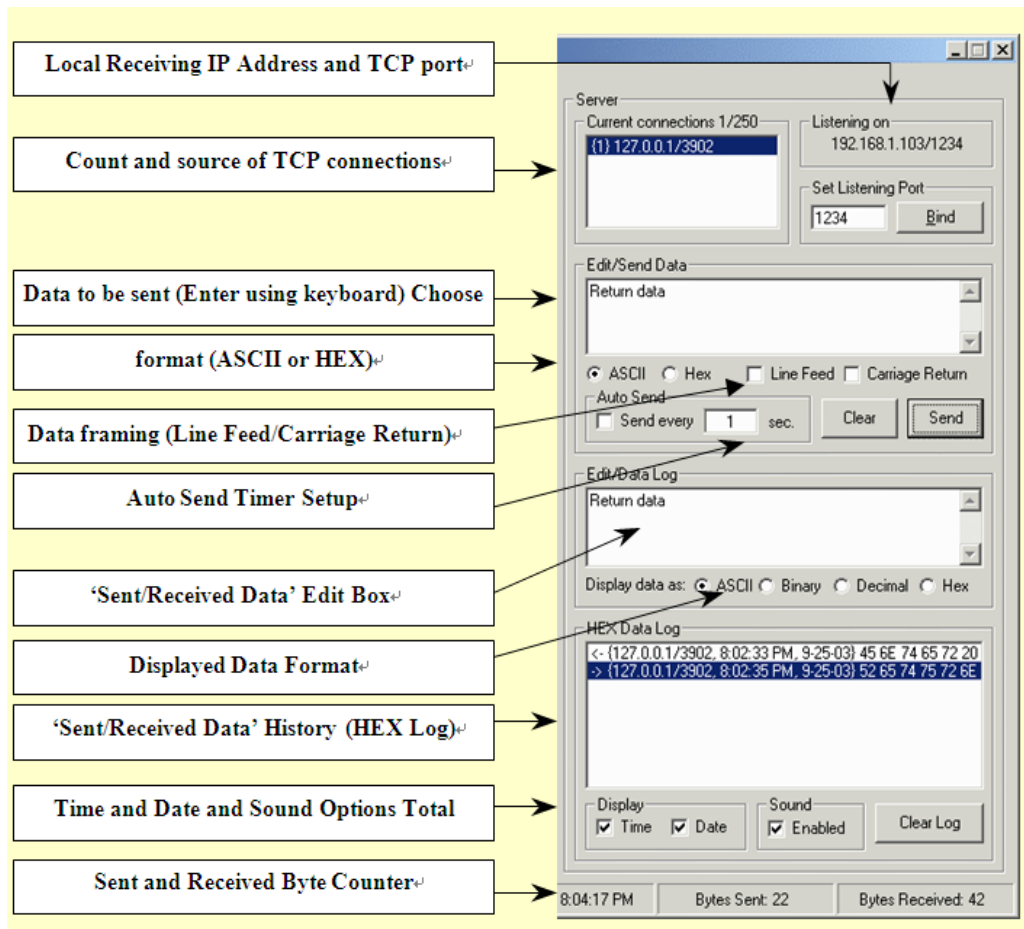 Local Receiving IP Address and TCP port
Count and source of TCP connections
Data to be sent (Enter using keyboard) Choose
format (ASCII or HEX)
Data framing (Line Feed/Carriage Return)
Auto Send Timer Setup
‘Sent/Received Data’ Edit Box
Displayed Data Format
‘Sent/Received Data’ History (HEX Log)
Time and Date and Sound Options Total
Sent and Received Byte Counter
Server
Current connections 1/250
{1} 127.0.0.1/3902
Listening on
192.168.1.103/1234
Set Listening Port
1234 Bind
Edit/Send Data
Return data
ASCII Hex Line Feed Carriage Return
Auto Send
Send every 1 sec. Clear Send
Edit/Data Log
Return data
Display data as: ASCII Binary Decimal Hex
HEX Data Log
<- {127.0.0.1/3902, 8:02:33 PM, 9-25-03} 45 6E 74 65 72 20
-> {127.0.0.1/3902, 8:02:35 PM, 9-25-03} 52 65 74 75 72 6E
Display Sound
Time Date Enabled Clear Log
8:04:17 PM Bytes Sent: 22 Bytes Received: 42